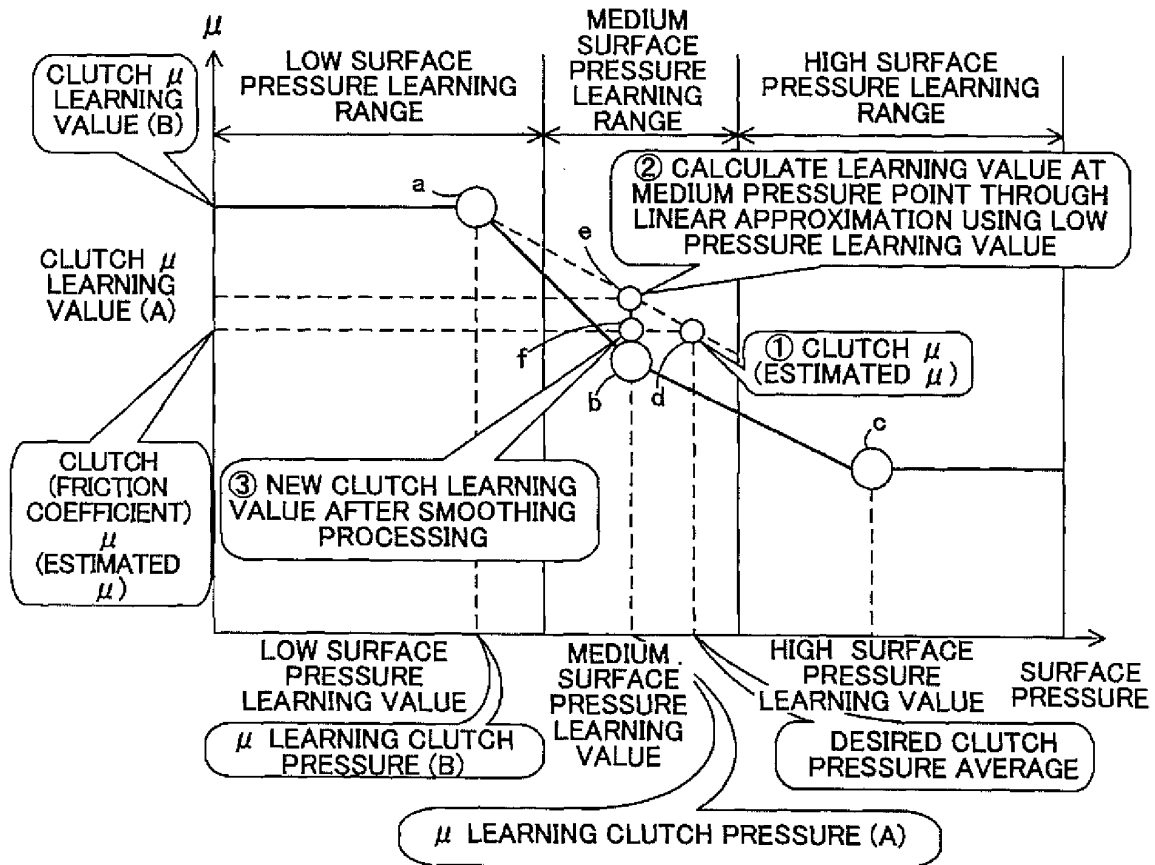 μ
CLUTCH μ
LEARNING
VALUE (B)
LOW SURFACE
PRESSURE LEARNING
RANGE
MEDIUM
SURFACE
PRESSURE
LEARNING
RANGE
HIGH SURFACE
PRESSURE LEARNING
RANGE
a
② CALCULATE LEARNING VALUE AT
MEDIUM PRESSURE POINT THROUGH
LINEAR APPROXIMATION USING LOW
PRESSURE LEARNING VALUE
e
CLUTCH μ
LEARNING
VALUE (A)
f
b
d
① CLUTCH μ
(ESTIMATED μ)
c
CLUTCH
(FRICTION
COEFFICIENT)
μ
(ESTIMATED
μ)
③ NEW CLUTCH LEARNING
VALUE AFTER SMOOTHING
PROCESSING
LOW SURFACE
PRESSURE
LEARNING VALUE
MEDIUM
SURFACE
PRESSURE
LEARNING
VALUE
HIGH SURFACE
PRESSURE
LEARNING VALUE
SURFACE
PRESSURE
μ LEARNING CLUTCH
PRESSURE (B)
DESIRED CLUTCH
PRESSURE AVERAGE
μ LEARNING CLUTCH PRESSURE (A)